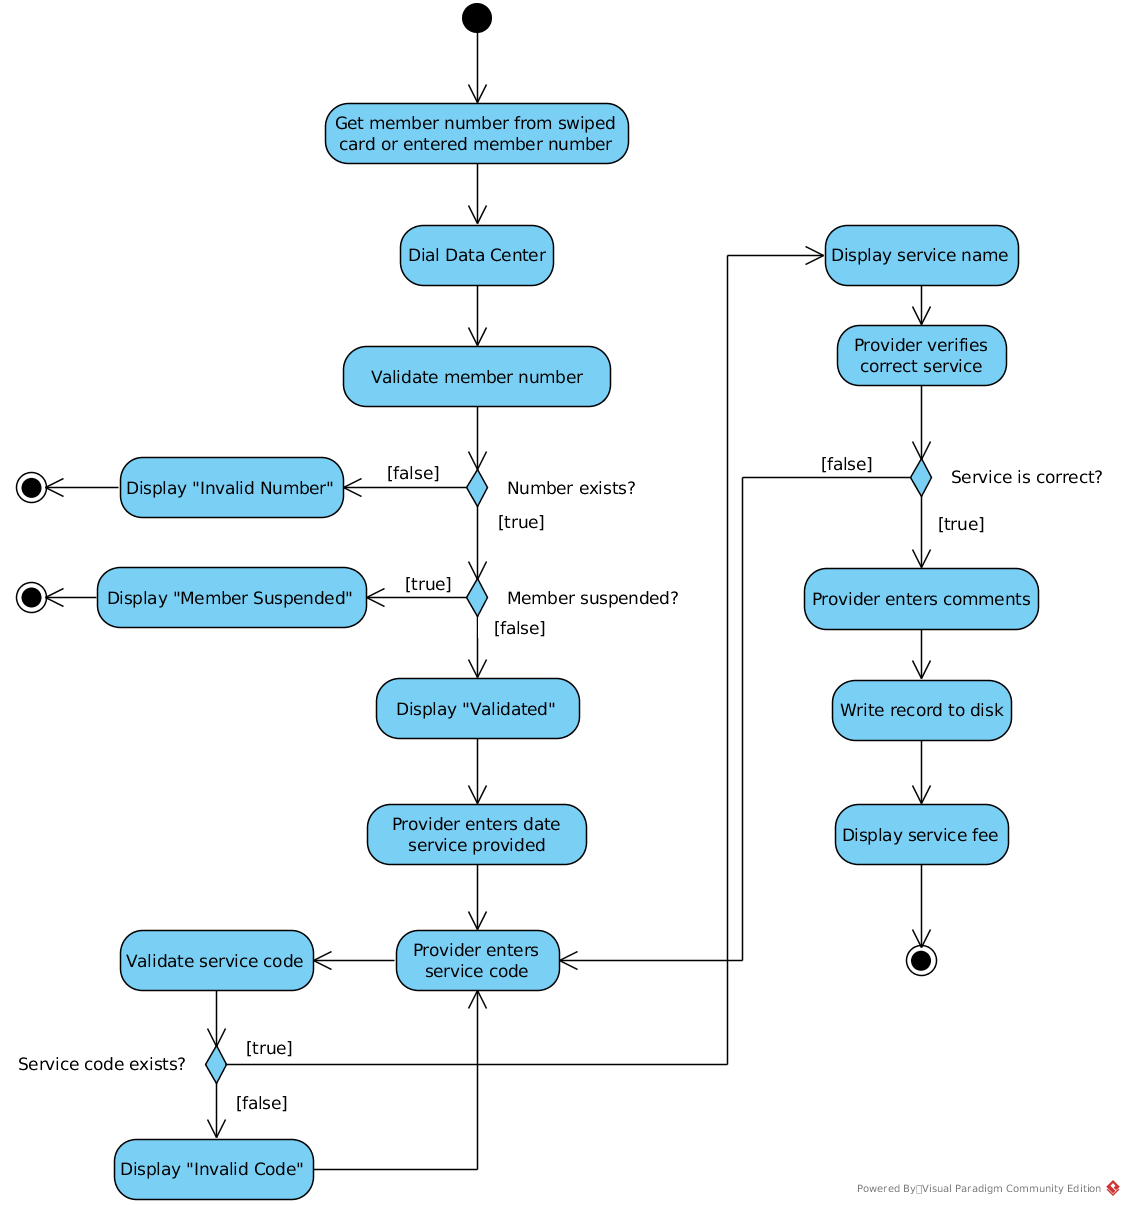 Get member number from swiped
card or entered member number
Dial Data Center
Validate member number
[false]
Number exists?
Display "Invalid Number"
[true]
[true]
Member suspended?
Display "Member Suspended"
[false]
Display "Validated"
Provider enters date
service provided
Provider enters
service code
Validate service code
Service code exists?
[true]
[false]
Display "Invalid Code"
Display service name
Provider verifies
correct service
[false]
Service is correct?
[true]
Provider enters comments
Write record to disk
Display service fee
Powered By Visual Paradigm Community Edition